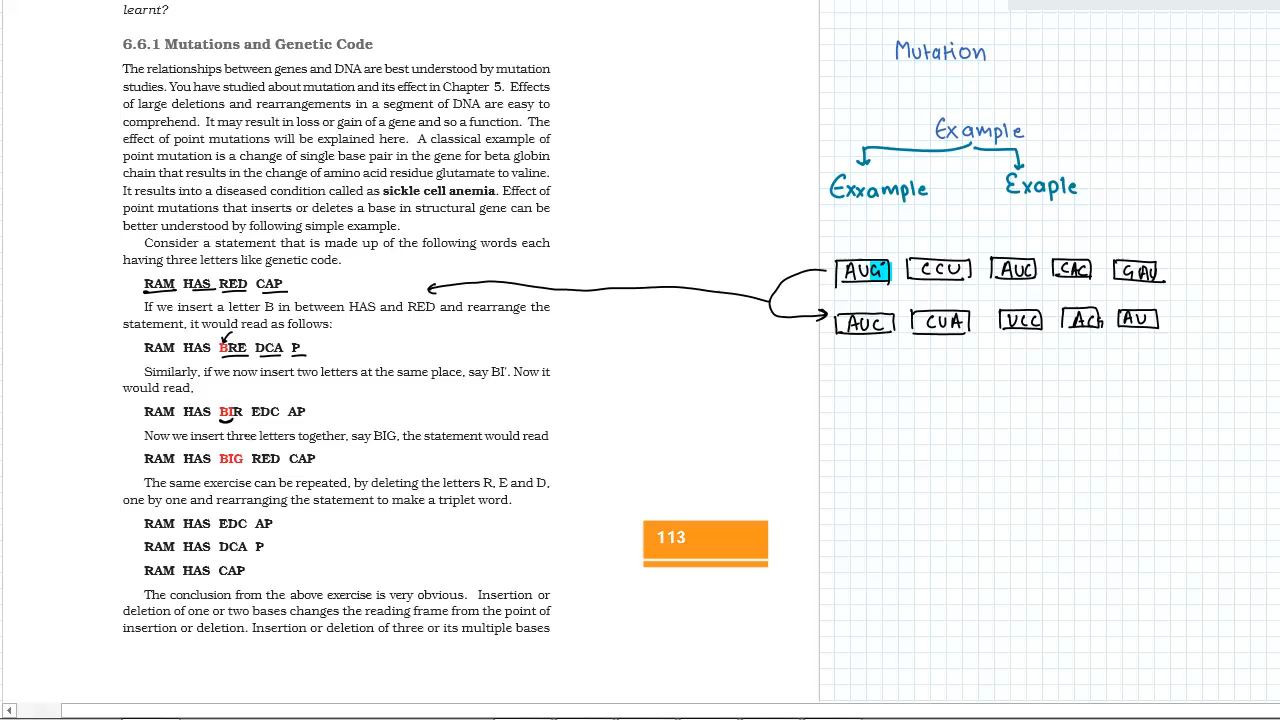 learnt?
6.6.1 Mutations and Genetic Code
The relationships between genes and DNA are best understood by mutation
studies. You have studied about mutation and its effect in Chapter 5. Effects
of large deletions and rearrangements in a segment of DNA are easy to
comprehend. It may result in loss or gain of a gene and so a function. The
effect of point mutations will be explained here. A classical example of
point mutation is a change of single base pair in the gene for beta globin
chain that results in the change of amino acid residue glutamate to valine.
It results into a diseased condition called as sickle cell anemia. Effect of
point mutations that inserts or deletes a base in structural gene can be
better understood by following simple example.
Consider a statement that is made up of the following words each
having three letters like genetic code.
RAM HAS RED CAP
If we insert a letter B in between HAS and RED and rearrange the
statement, it would read as follows:
RAM HAS BRE DCA P
Similarly, if we now insert two letters at the same place, say BI'. Now it
would read,
RAM HAS BIR EDC AP
Now we insert three letters together, say BIG, the statement would read
RAM HAS BIG RED CAP
The same exercise can be repeated, by deleting the letters R, E and D,
one by one and rearranging the statement to make a triplet word.
RAM HAS EDC AP
RAM HAS DCA P
RAM HAS CAP
The conclusion from the above exercise is very obvious. Insertion or
deletion of one or two bases changes the reading frame from the point of
insertion or deletion. Insertion or deletion of three or its multiple bases
113
Mutation
Example
Exxample Exaple
AUG CCU AUC CAC GAU
AUC CUA UCC ACG AU